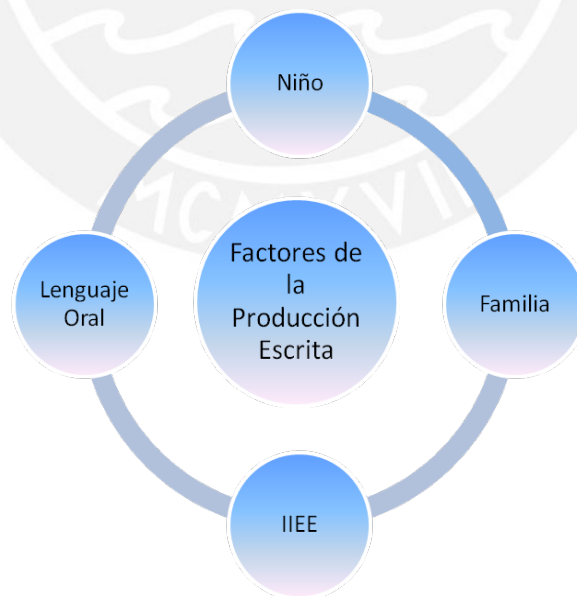 Niño
Factores de
la
Producción
Escrita
Lenguaje
Oral
Familia
IIEE